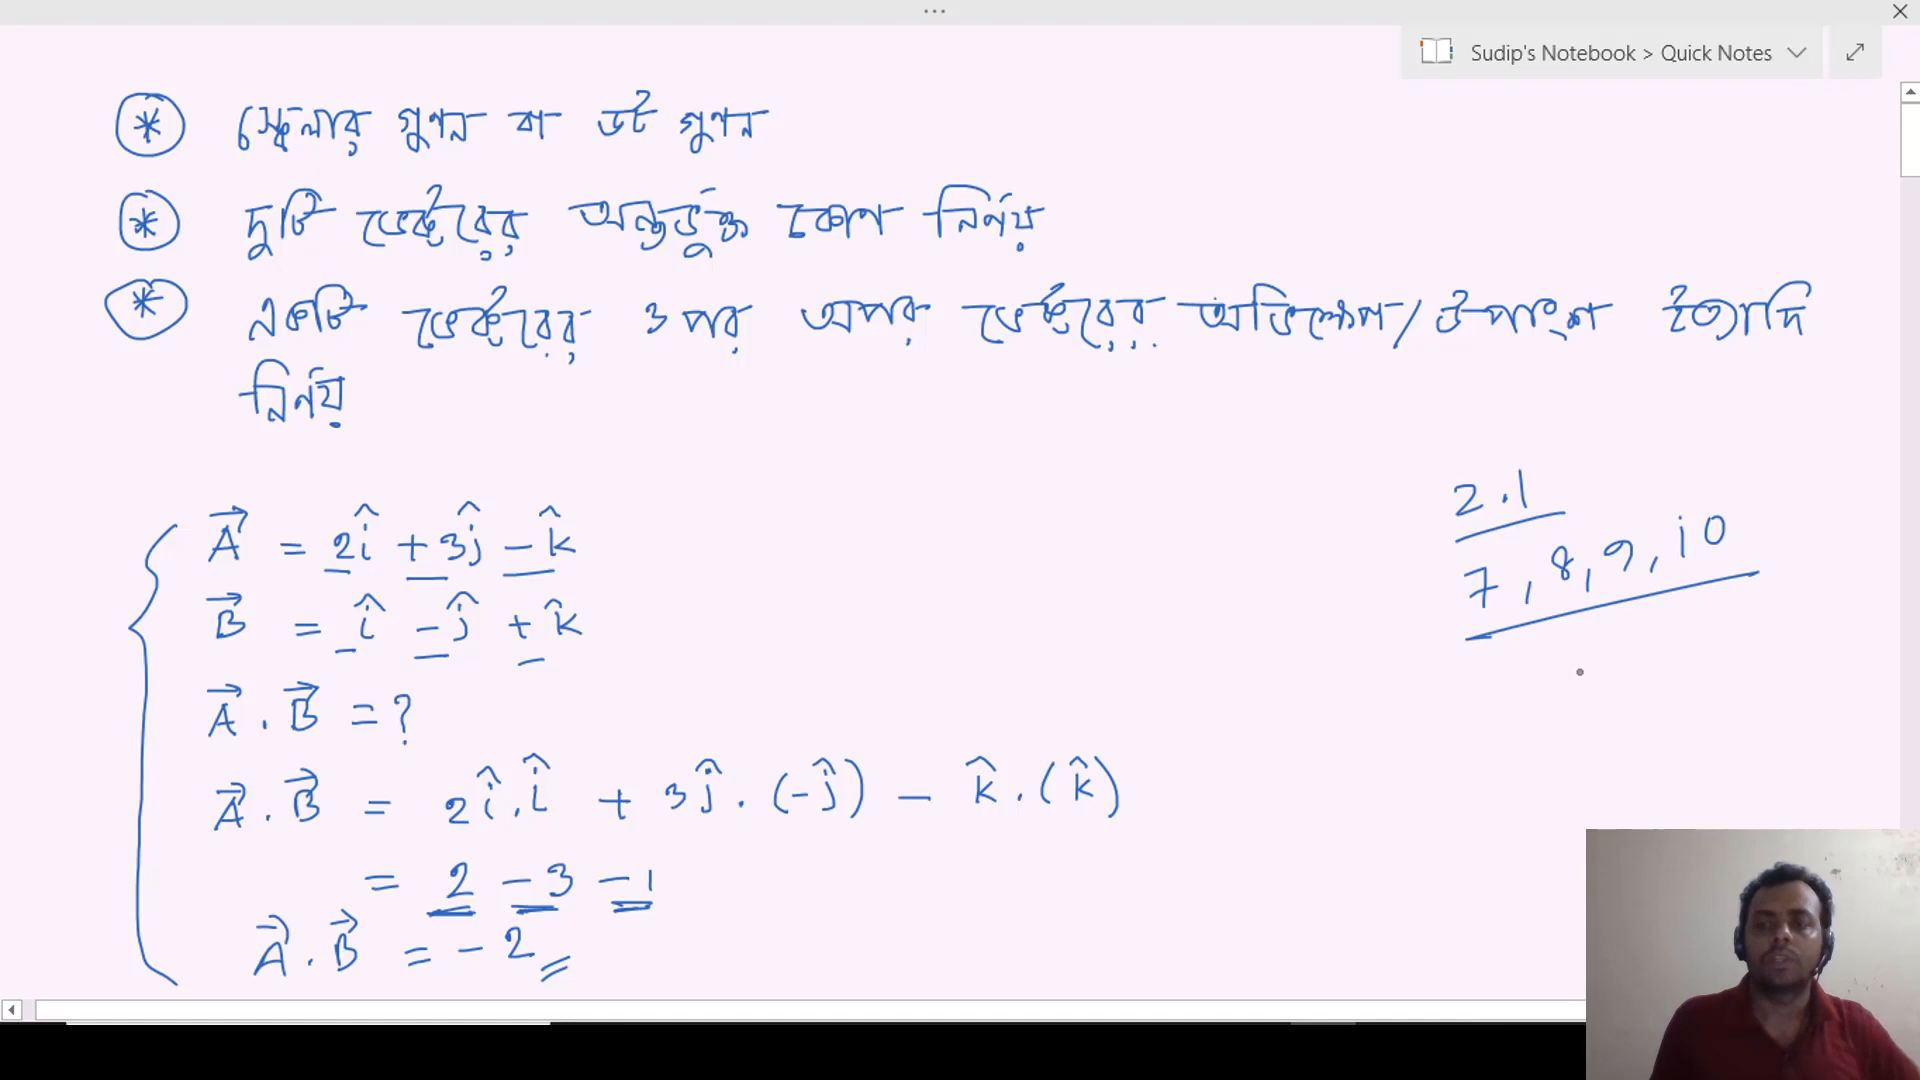 Sudip's Notebook > Quick Notes
* স্কেলার গুণন বা ডট গুণন
* দুটি ভেক্টরের অন্তর্ভুক্ত কোণ নির্ণয়
* একটি ভেক্টরের ওপর অপর ভেক্টরের অভিক্ষেপ/উপাংশ ইত্যাদি
নির্ণয়
2.1
7, 8, 9, 10
A⃗ = 2î + 3ĵ - k̂
B⃗ = î - ĵ + k̂
A⃗ . B⃗ = ?
A⃗ . B⃗ = 2î . î + 3ĵ . (-ĵ) - k̂ . (k̂)
= 2 - 3 - 1
A⃗ . B⃗ = - 2